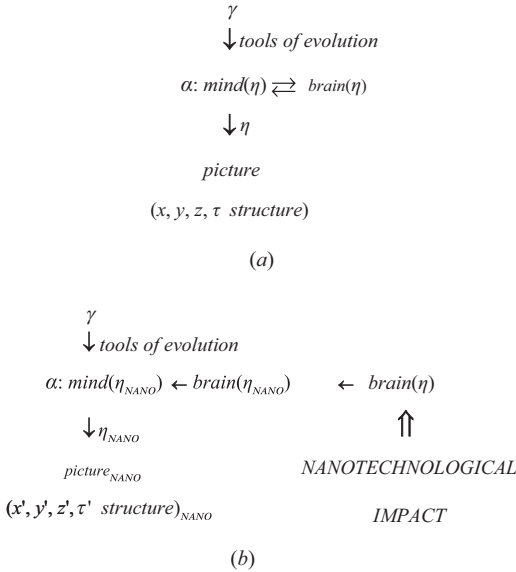 γ
↓ tools of evolution
α: mind(η) ⇄ brain(η)
↓ η
picture
(x, y, z, τ structure)
(a)
γ
↓ tools of evolution
α: mind(η_NANO) ← brain(η_NANO) ← brain(η)
↓ η_NANO ⇑
picture_NANO NANOTECHNOLOGICAL
(x', y', z', τ' structure)_NANO IMPACT
(b)